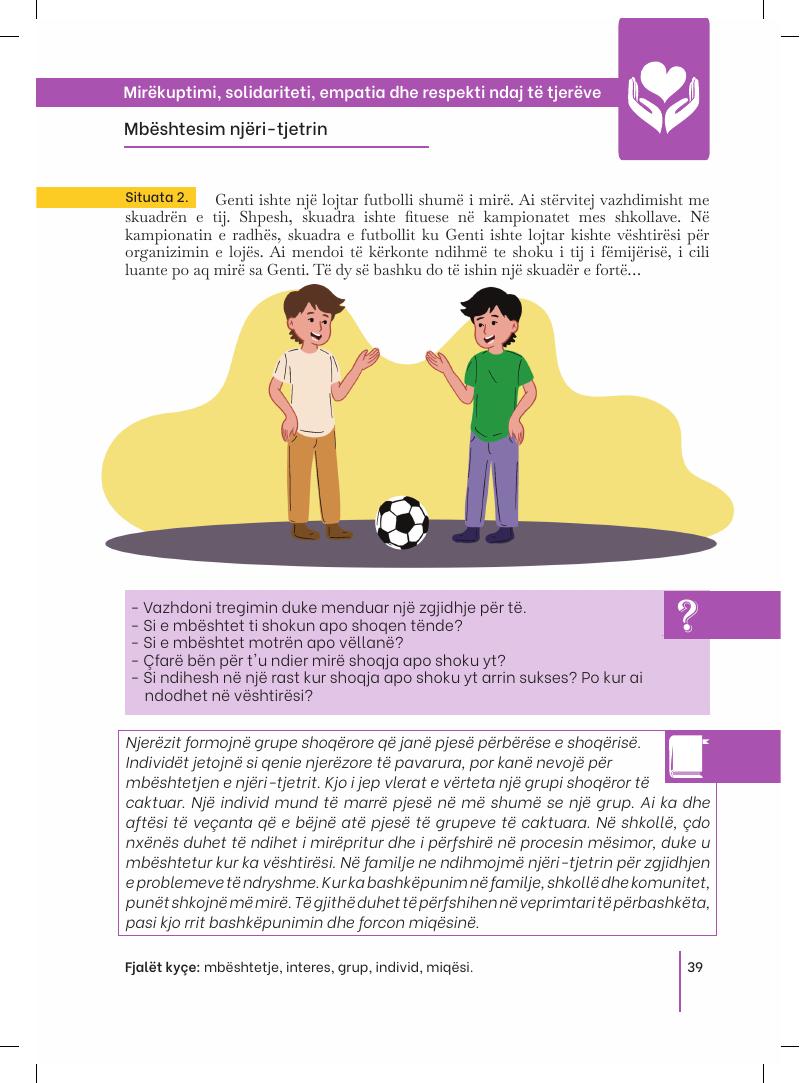 Mirëkuptimi, solidariteti, empatia dhe respekti ndaj të tjerëve
Mbështesim njëri-tjetrin
Situata 2. Genti ishte një lojtar futbolli shumë i mirë. Ai stërvitej vazhdimisht me
skuadrën e tij. Shpesh, skuadra ishte fituese në kampionatet mes shkollave. Në
kampionatin e radhës, skuadra e futbollit ku Genti ishte lojtar kishte vështirësi për
organizimin e lojës. Ai mendoi të kërkonte ndihmë te shoku i tij i fëmijërisë, i cili
luante po aq mirë sa Genti. Të dy së bashku do të ishin një skuadër e fortë...
- Vazhdoni tregimin duke menduar një zgjidhje për të.
- Si e mbështet ti shokun apo shoqen tënde?
- Si e mbështet motrën apo vëllanë?
- Çfarë bën për t'u ndier mirë shoqja apo shoku yt?
- Si ndihesh në një rast kur shoqja apo shoku yt arrin sukses? Po kur ai
ndodhet në vështirësi?
?
Njerëzit formojnë grupe shoqërore që janë pjesë përbërëse e shoqërisë.
Individët jetojnë si qenie njerëzore të pavarura, por kanë nevojë për
mbështetjen e njëri-tjetrit. Kjo i jep vlerat e vërteta një grupi shoqëror të
caktuar. Një individ mund të marrë pjesë në më shumë se një grup. Ai ka dhe
aftësi të veçanta që e bëjnë atë pjesë të grupeve të caktuara. Në shkollë, çdo
nxënës duhet të ndihet i mirëpritur dhe i përfshirë në procesin mësimor, duke u
mbështetur kur ka vështirësi. Në familje ne ndihmojmë njëri-tjetrin për zgjidhjen
e problemeve të ndryshme. Kur ka bashkëpunim në familje, shkollë dhe komunitet,
punët shkojnë më mirë. Të gjithë duhet të përfshihen në veprimtari të përbashkëta,
pasi kjo rrit bashkëpunimin dhe forcon miqësinë.
Fjalët kyçe: mbështetje, interes, grup, individ, miqësi.
39